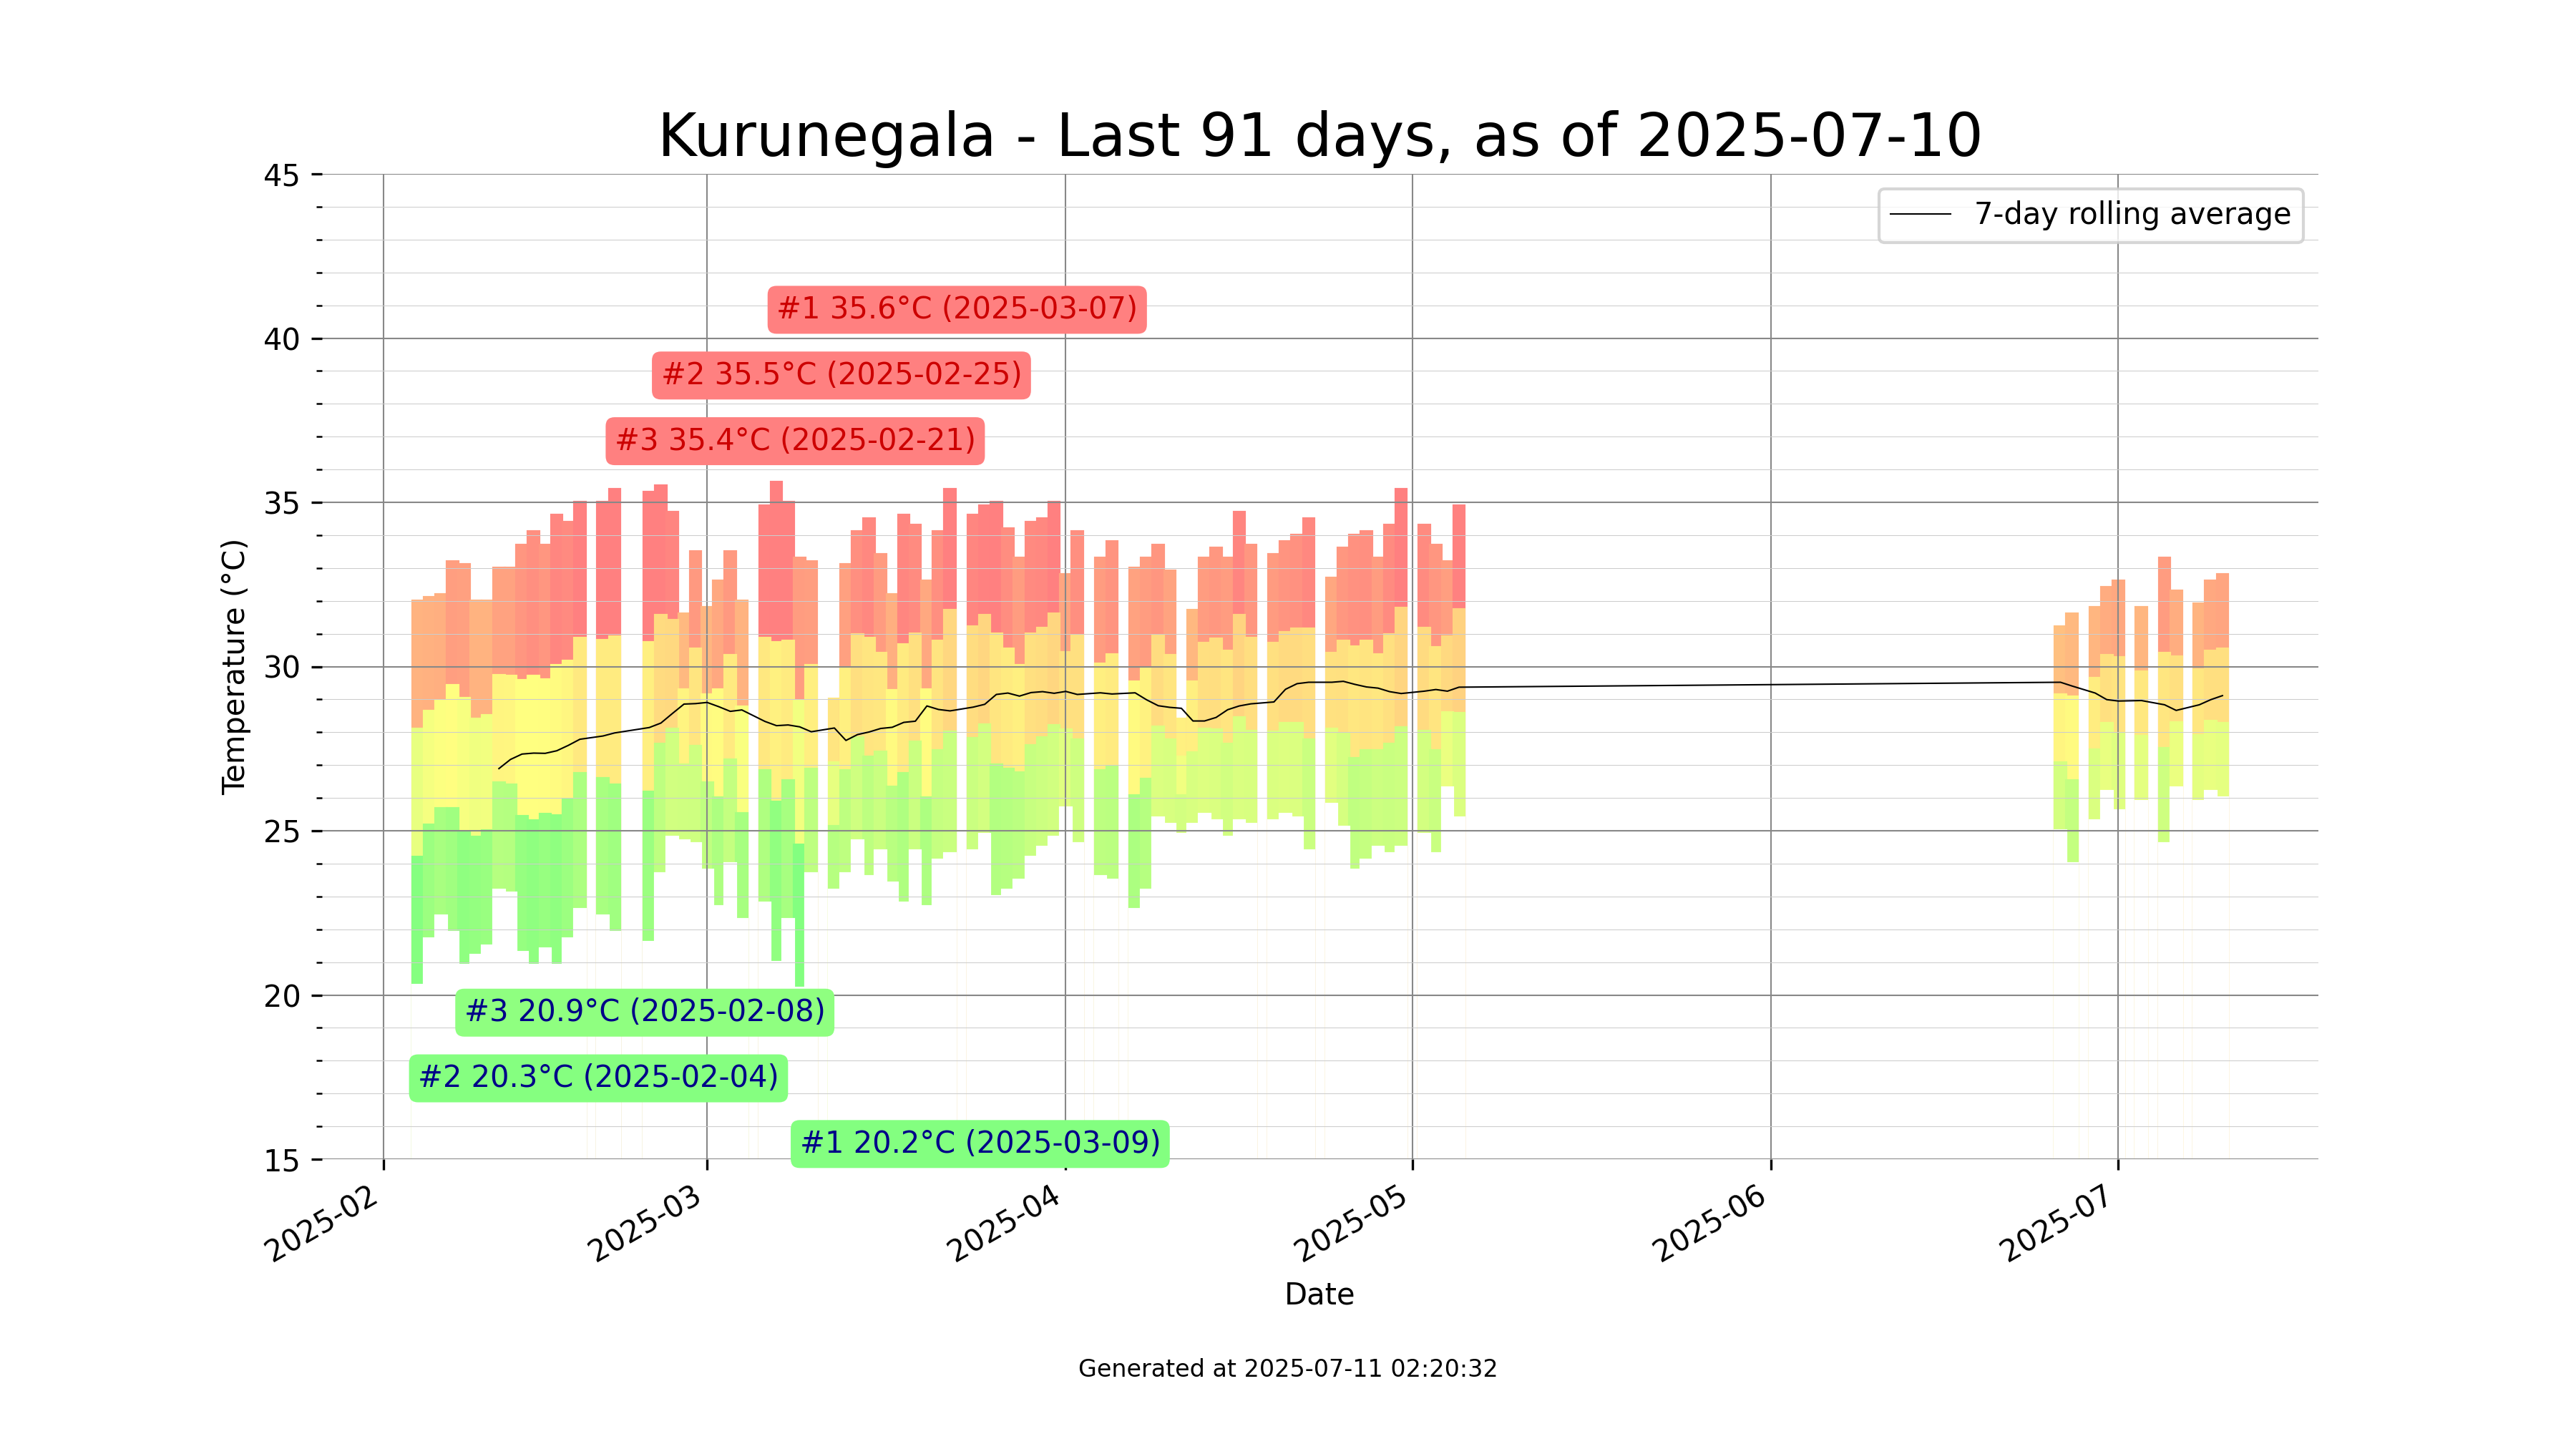 Kurunegala - Last 91 days, as of 2025-07-10
7-day rolling average
45
40
35
30
25
20
15
Temperature (°C)
#1 35.6°C (2025-03-07)
#2 35.5°C (2025-02-25)
#3 35.4°C (2025-02-21)
#3 20.9°C (2025-02-08)
#2 20.3°C (2025-02-04)
#1 20.2°C (2025-03-09)
2025-02
2025-03
2025-04
2025-05
2025-06
2025-07
Date
Generated at 2025-07-11 02:20:32